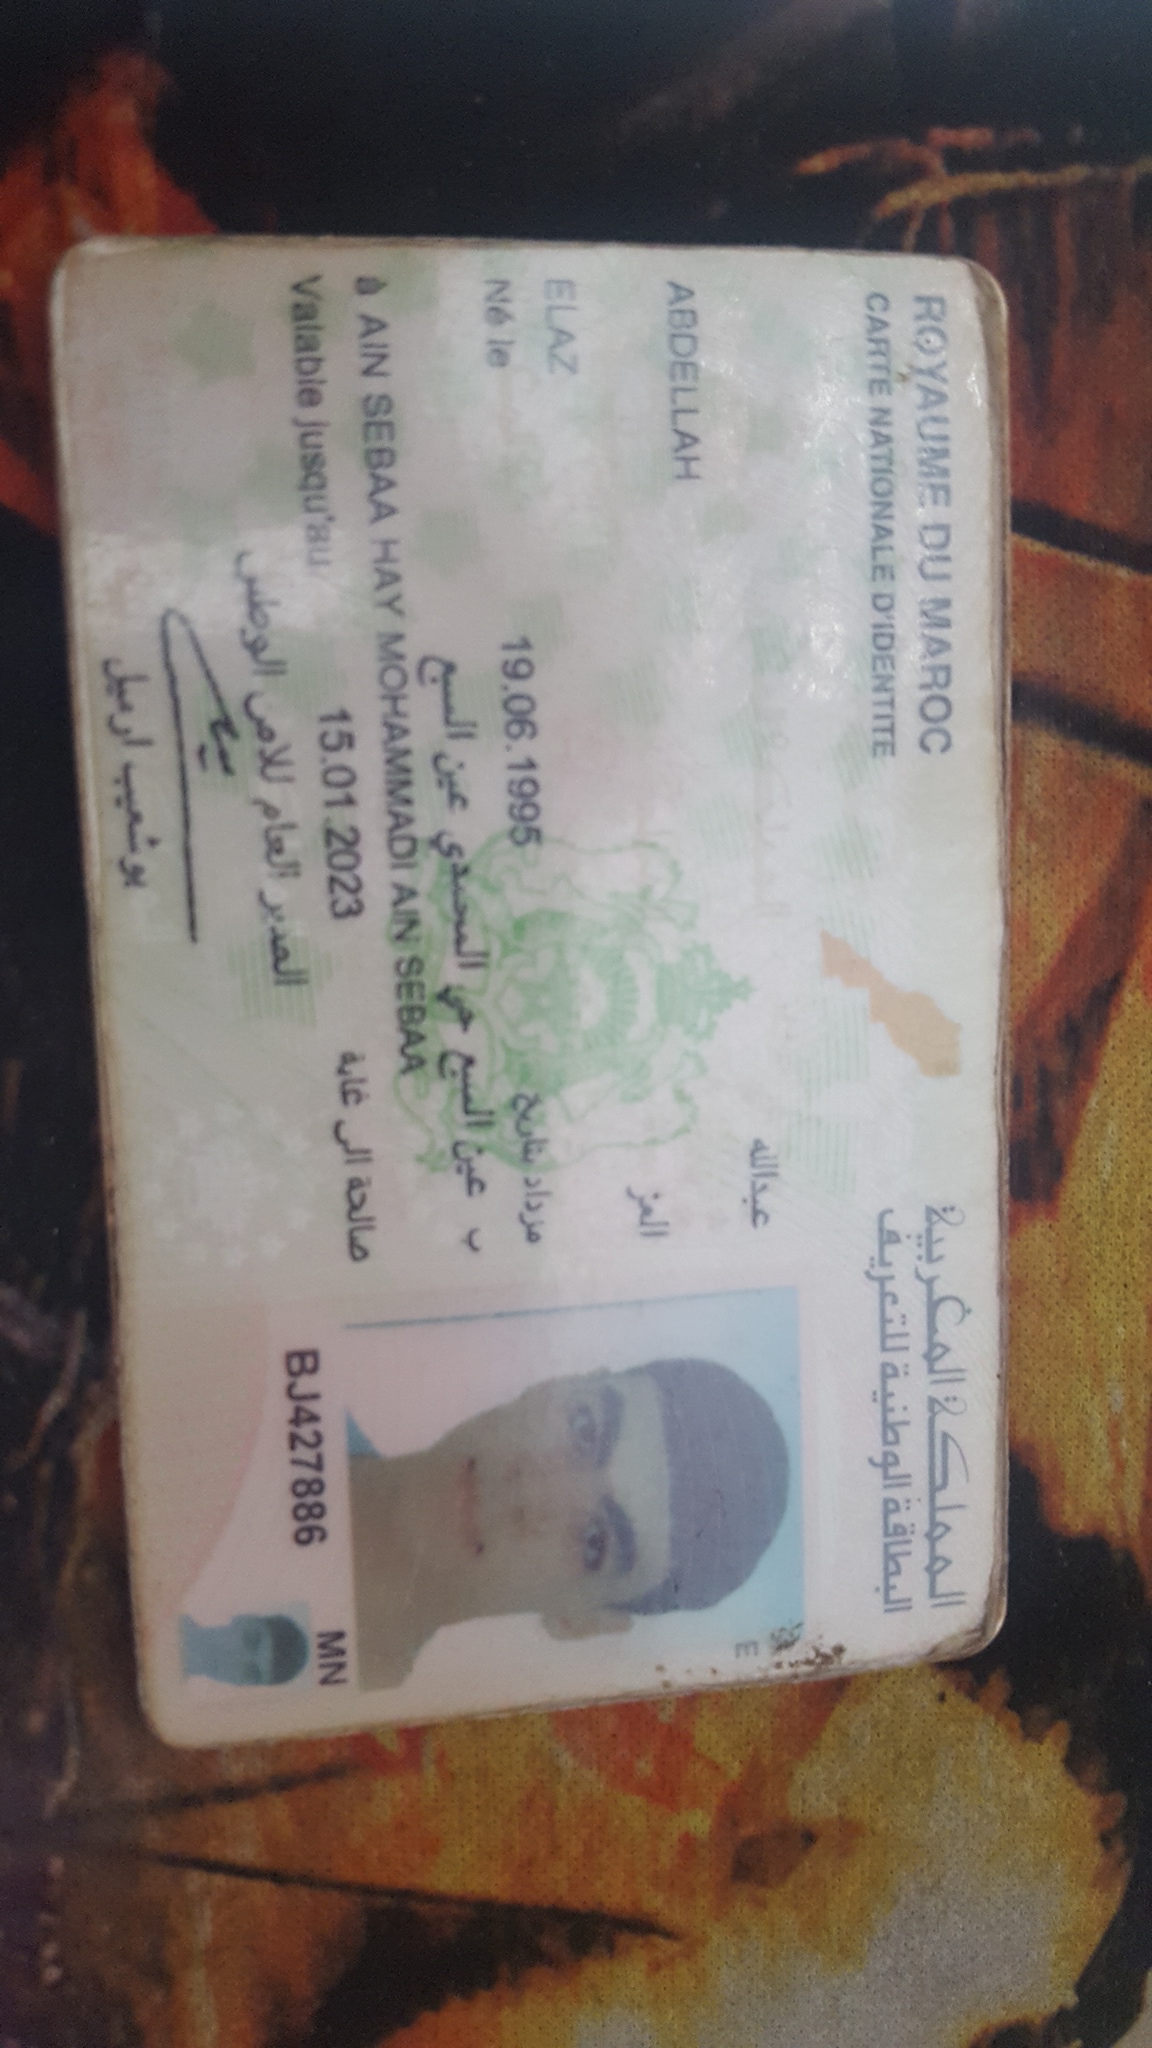 ROYAUME DU MAROC
المملكة المغربية
CARTE NATIONALE D'IDENTITE
البطاقة الوطنية للتعريف
عبدالله
ABDELLAH
العز
ELAZ
Né le 19.06.1995 مزداد بتاريخ
ب عين السبع حي المحمدي عين السبع
à AIN SEBAA HAY MOHAMMADI AIN SEBAA
Valable jusqu'au 15.01.2023 صالحة الى غاية
المدير العام للامن الوطني
بوشعيب ارميل
E
MN
BJ427886